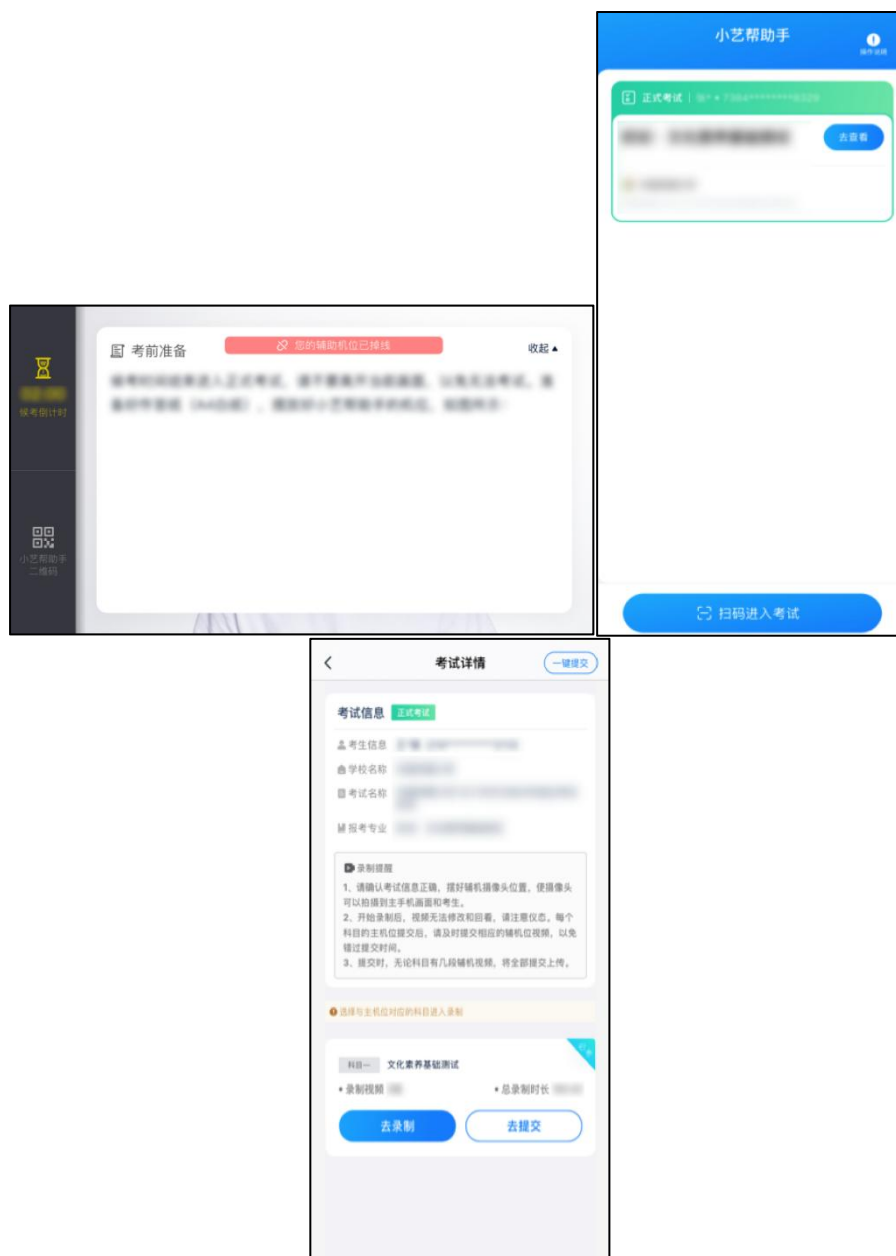 小艺帮助手
操作说明
正式考试
去查看
扫码进入考试
考前准备
您的辅助机位已掉线
收起▲
候考倒计时
小艺帮助手
二维码
考试详情
一键提交
考试信息
正式考试
考生信息
学校名称
考试名称
报考专业
录制提醒
1、请确认考试信息正确，摆好辅机摄像头位置，使摄像头
可以拍摄到主手机画面和考生。
2、开始录制后，视频无法修改和回看，请注意仪态。每个
科目的主机位提交后，请及时提交相应的辅机位视频，以免
错过提交时间。
3、提交时，无论科目有几段辅机视频，将全部提交上传。
选择与主机位对应的科目进入录制
科目一 文化素养基础测试
• 录制视频
• 总录制时长
去录制
去提交